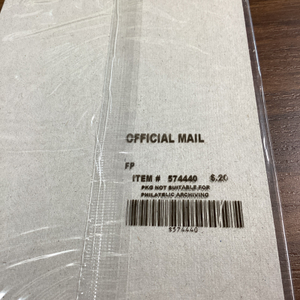 OFFICIAL MAIL
FP
ITEM # 574440 $.20
PKG NOT SUITABLE FOR
PHILATELIC ARCHIVING
574440